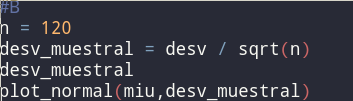 #B
n = 120
desv_muestral = desv / sqrt(n)
desv_muestral
plot_normal(miu,desv_muestral)